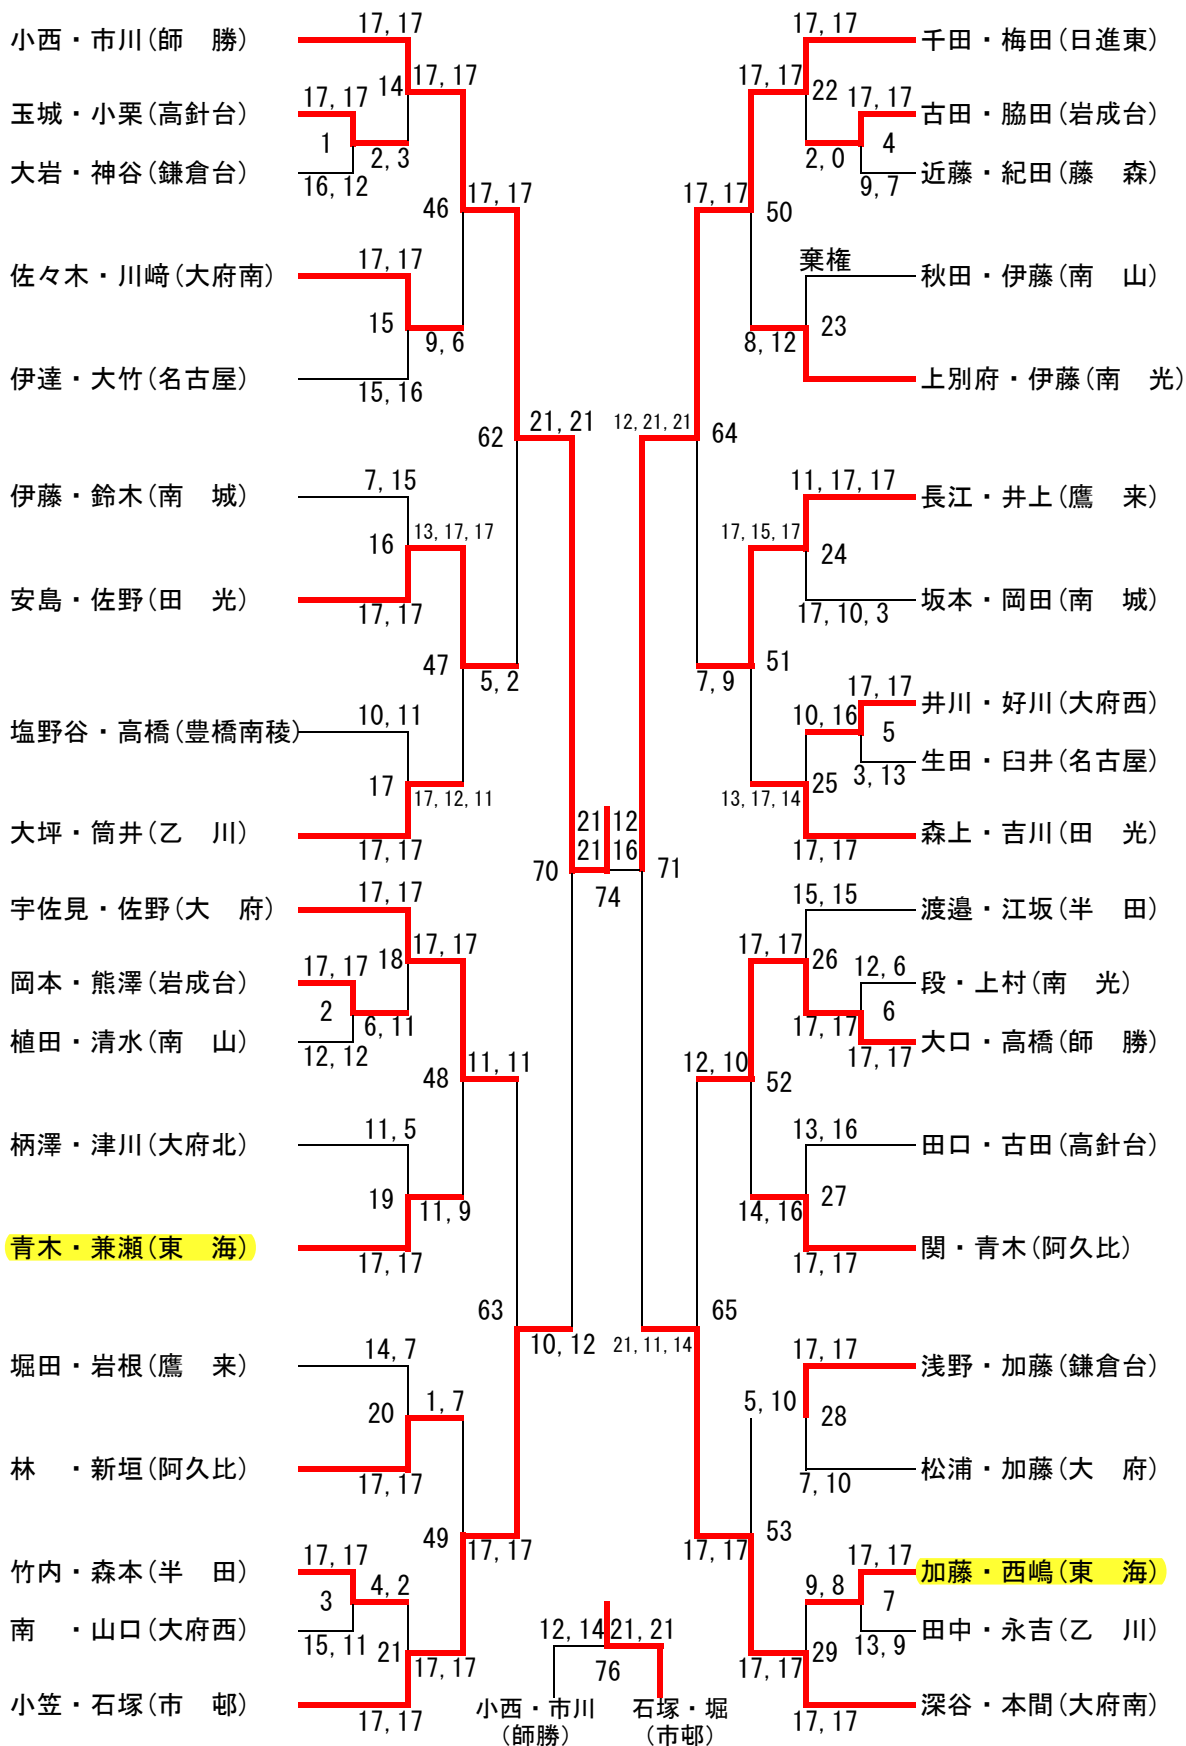 17, 17
小西・市川(師　勝)
14
17, 17
17, 17
玉城・小栗(高針台)
1
2, 3
大岩・神谷(鎌倉台)
16, 12
46
17, 17
17, 17
佐々木・川﨑(大府南)
15
9, 6
伊達・大竹(名古屋)
15, 16
62
21, 21
7, 15
伊藤・鈴木(南　城)
16
13, 17, 17
安島・佐野(田　光)
17, 17
47
5, 2
10, 11
塩野谷・高橋(豊橋南稜)
17
17, 12, 11
大坪・筒井(乙　川)
17, 17
70
17, 17
宇佐見・佐野(大　府)
18
17, 17
17, 17
岡本・熊澤(岩成台)
2
6, 11
植田・清水(南　山)
12, 12
48
11, 11
11, 5
柄澤・津川(大府北)
19
11, 9
青木・兼瀬(東　海)
17, 17
63
10, 12
14, 7
堀田・岩根(鷹　来)
20
1, 7
林　・新垣(阿久比)
17, 17
49
17, 17
17, 17
竹内・森本(半　田)
3
4, 2
南　・山口(大府西)
15, 11
21
17, 17
小笠・石塚(市　邨)
17, 17
21 12
21 16
74
12, 14 21, 21
76
小西・市川
(師勝)
石塚・堀
(市邨)
17, 17
千田・梅田(日進東)
17, 17
22
17, 17
古田・脇田(岩成台)
2, 0
4
近藤・紀田(藤　森)
9, 7
17, 17
50
棄権
秋田・伊藤(南　山)
23
8, 12
上別府・伊藤(南　光)
12, 21, 21
64
11, 17, 17
長江・井上(鷹　来)
17, 15, 17
24
坂本・岡田(南　城)
17, 10, 3
7, 9
51
17, 17
井川・好川(大府西)
10, 16
5
生田・臼井(名古屋)
3, 13
13, 17, 14
25
森上・吉川(田　光)
17, 17
71
15, 15
渡邉・江坂(半　田)
17, 17
26
12, 6
段・上村(南　光)
17, 17
6
大口・高橋(師　勝)
17, 17
12, 10
52
13, 16
田口・古田(高針台)
14, 16
27
関・青木(阿久比)
17, 17
21, 11, 14
65
17, 17
浅野・加藤(鎌倉台)
5, 10
28
松浦・加藤(大　府)
7, 10
17, 17
53
17, 17
加藤・西嶋(東　海)
9, 8
7
田中・永吉(乙　川)
13, 9
17, 17
29
深谷・本間(大府南)
17, 17